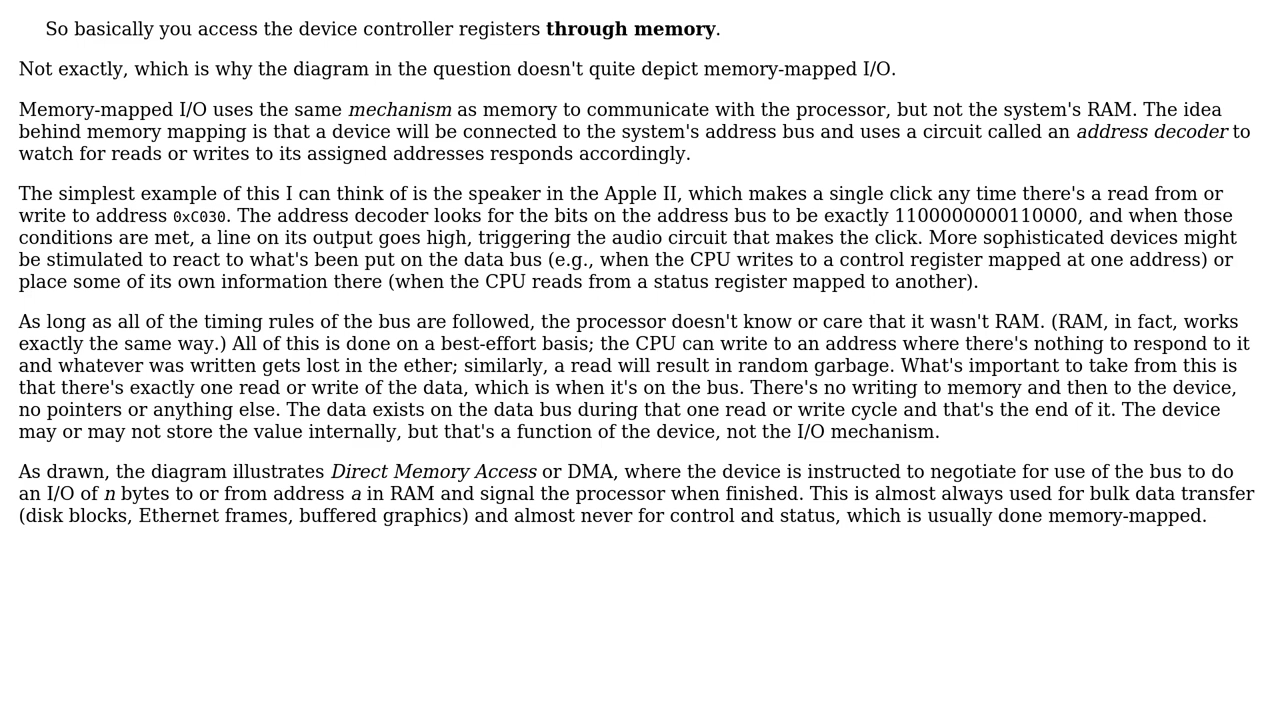 So basically you access the device controller registers through memory.
Not exactly, which is why the diagram in the question doesn't quite depict memory-mapped I/O.
Memory-mapped I/O uses the same mechanism as memory to communicate with the processor, but not the system's RAM. The idea
behind memory mapping is that a device will be connected to the system's address bus and uses a circuit called an address decoder to
watch for reads or writes to its assigned addresses responds accordingly.
The simplest example of this I can think of is the speaker in the Apple II, which makes a single click any time there's a read from or
write to address 0xC030. The address decoder looks for the bits on the address bus to be exactly 1100000000110000, and when those
conditions are met, a line on its output goes high, triggering the audio circuit that makes the click. More sophisticated devices might
be stimulated to react to what's been put on the data bus (e.g., when the CPU writes to a control register mapped at one address) or
place some of its own information there (when the CPU reads from a status register mapped to another).
As long as all of the timing rules of the bus are followed, the processor doesn't know or care that it wasn't RAM. (RAM, in fact, works
exactly the same way.) All of this is done on a best-effort basis; the CPU can write to an address where there's nothing to respond to it
and whatever was written gets lost in the ether; similarly, a read will result in random garbage. What's important to take from this is
that there's exactly one read or write of the data, which is when it's on the bus. There's no writing to memory and then to the device,
no pointers or anything else. The data exists on the data bus during that one read or write cycle and that's the end of it. The device
may or may not store the value internally, but that's a function of the device, not the I/O mechanism.
As drawn, the diagram illustrates Direct Memory Access or DMA, where the device is instructed to negotiate for use of the bus to do
an I/O of n bytes to or from address a in RAM and signal the processor when finished. This is almost always used for bulk data transfer
(disk blocks, Ethernet frames, buffered graphics) and almost never for control and status, which is usually done memory-mapped.